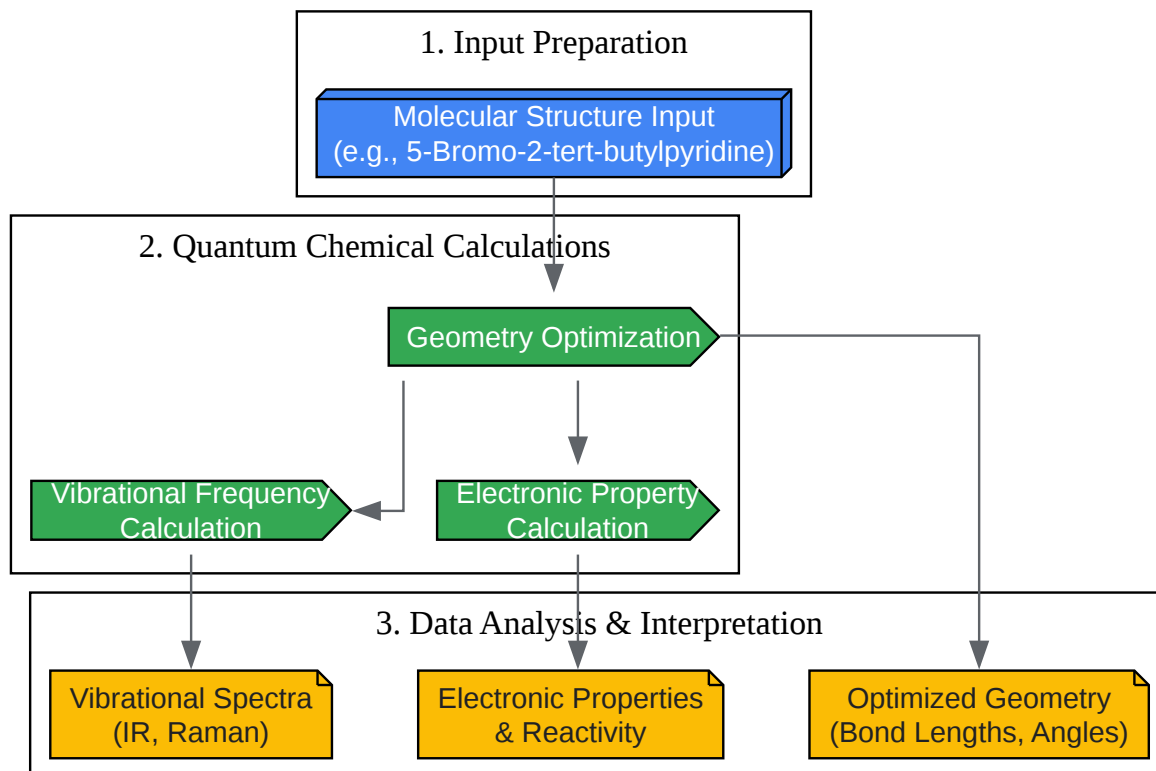 1. Input Preparation
Molecular Structure Input
(e.g., 5-Bromo-2-tert-butylpyridine)
2. Quantum Chemical Calculations
Geometry Optimization
Vibrational Frequency
Calculation
Electronic Property
Calculation
3. Data Analysis & Interpretation
Vibrational Spectra
(IR, Raman)
Electronic Properties
& Reactivity
Optimized Geometry
(Bond Lengths, Angles)